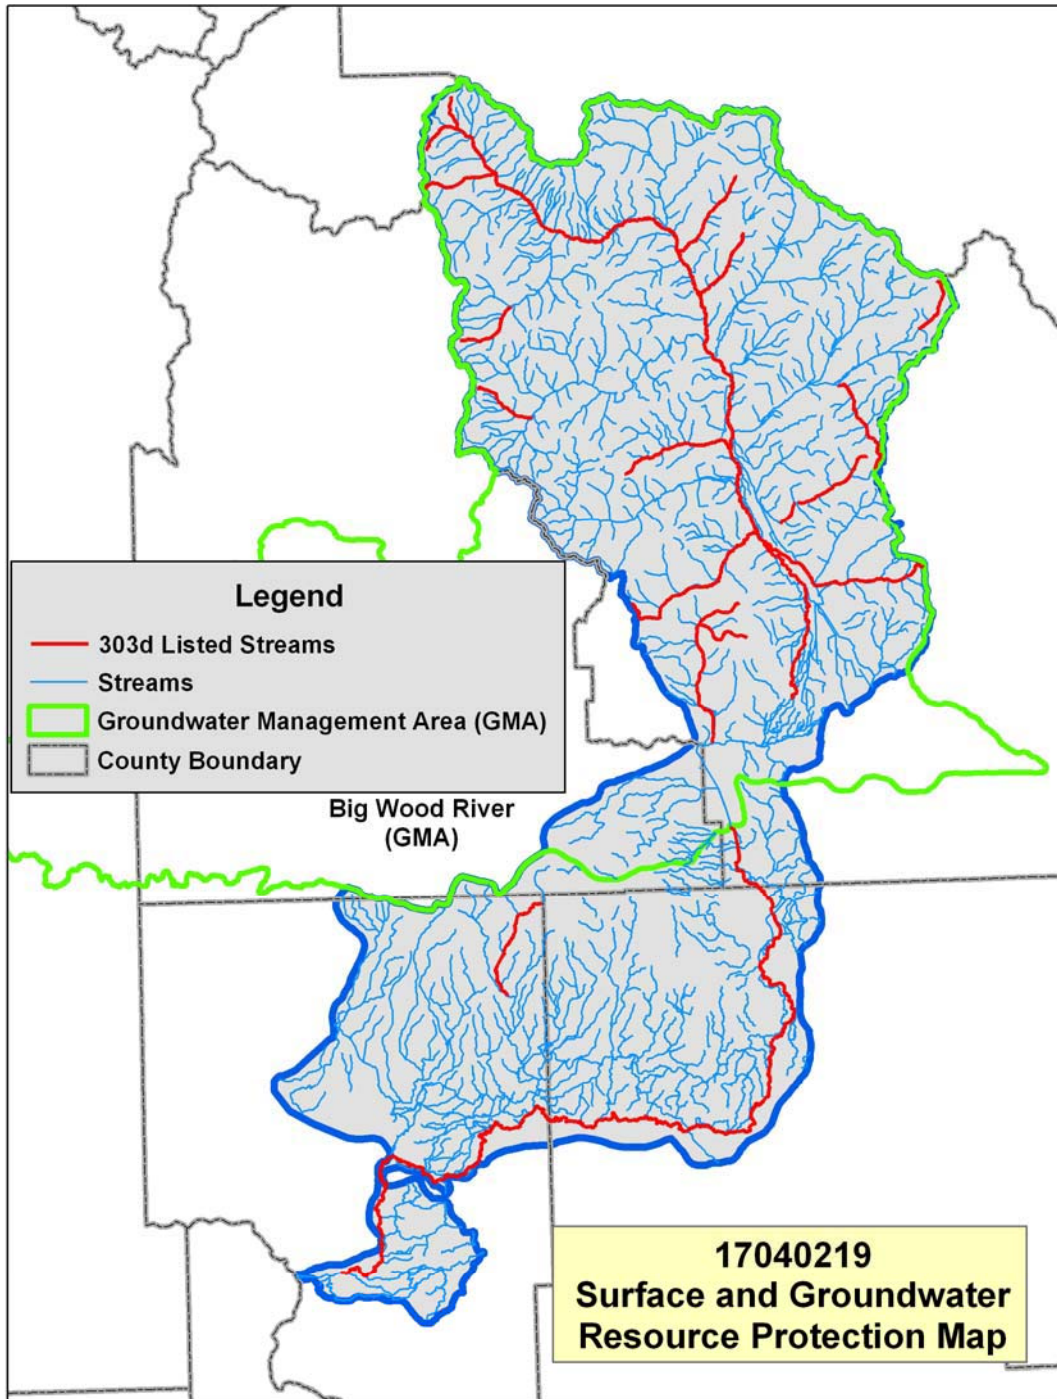 Legend
303d Listed Streams
Streams
Groundwater Management Area (GMA)
County Boundary
Big Wood River
(GMA)
17040219
Surface and Groundwater
Resource Protection Map